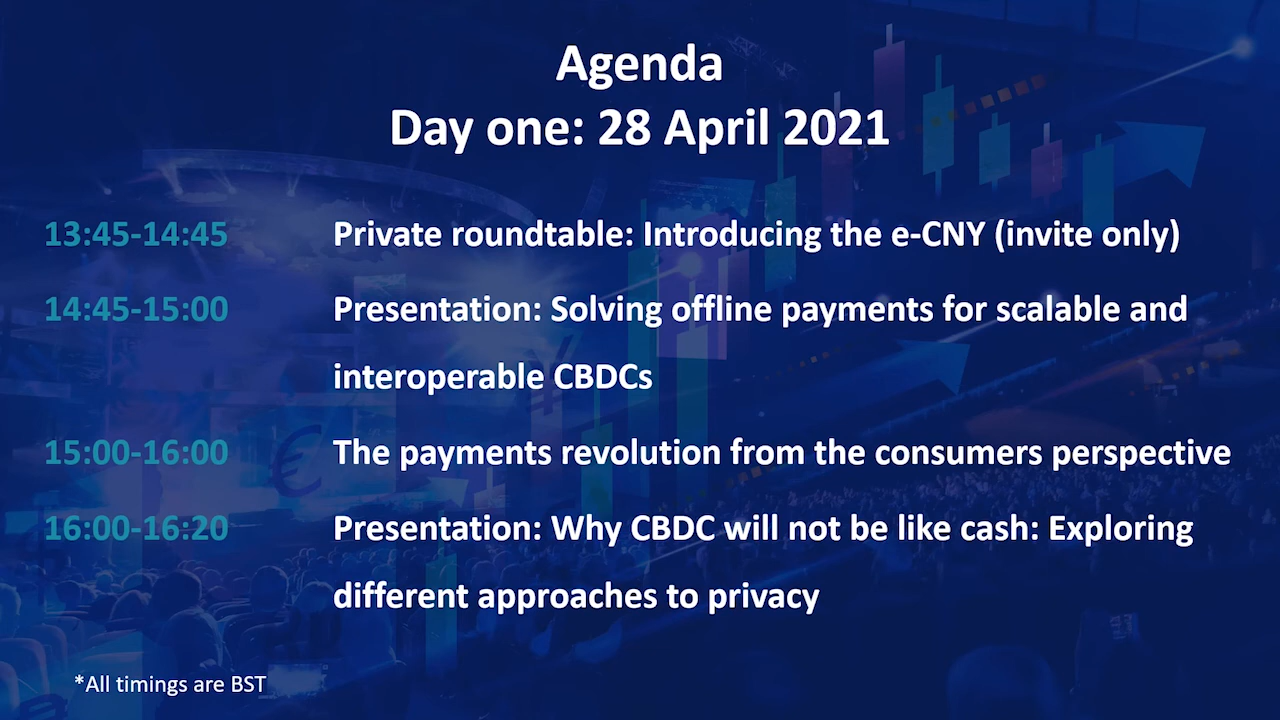 Agenda
Day one: 28 April 2021
13:45-14:45 Private roundtable: Introducing the e-CNY (invite only)
14:45-15:00 Presentation: Solving offline payments for scalable and
interoperable CBDCs
15:00-16:00 The payments revolution from the consumers perspective
16:00-16:20 Presentation: Why CBDC will not be like cash: Exploring
different approaches to privacy
*All timings are BST